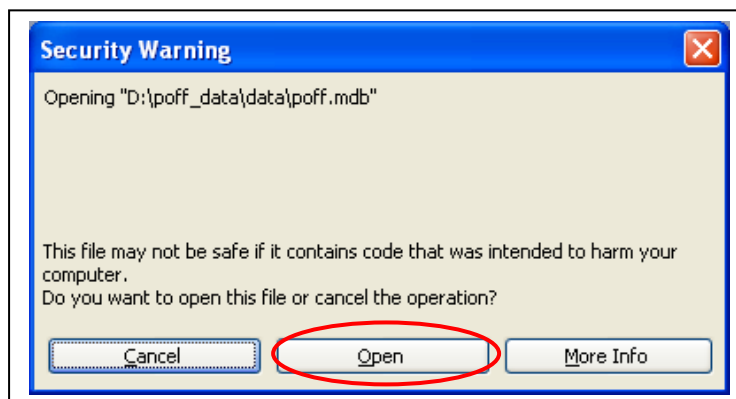 Security Warning
Opening "D:\poff_data\data\poff.mdb"
This file may not be safe if it contains code that was intended to harm your
computer.
Do you want to open this file or cancel the operation?
Cancel Open More Info